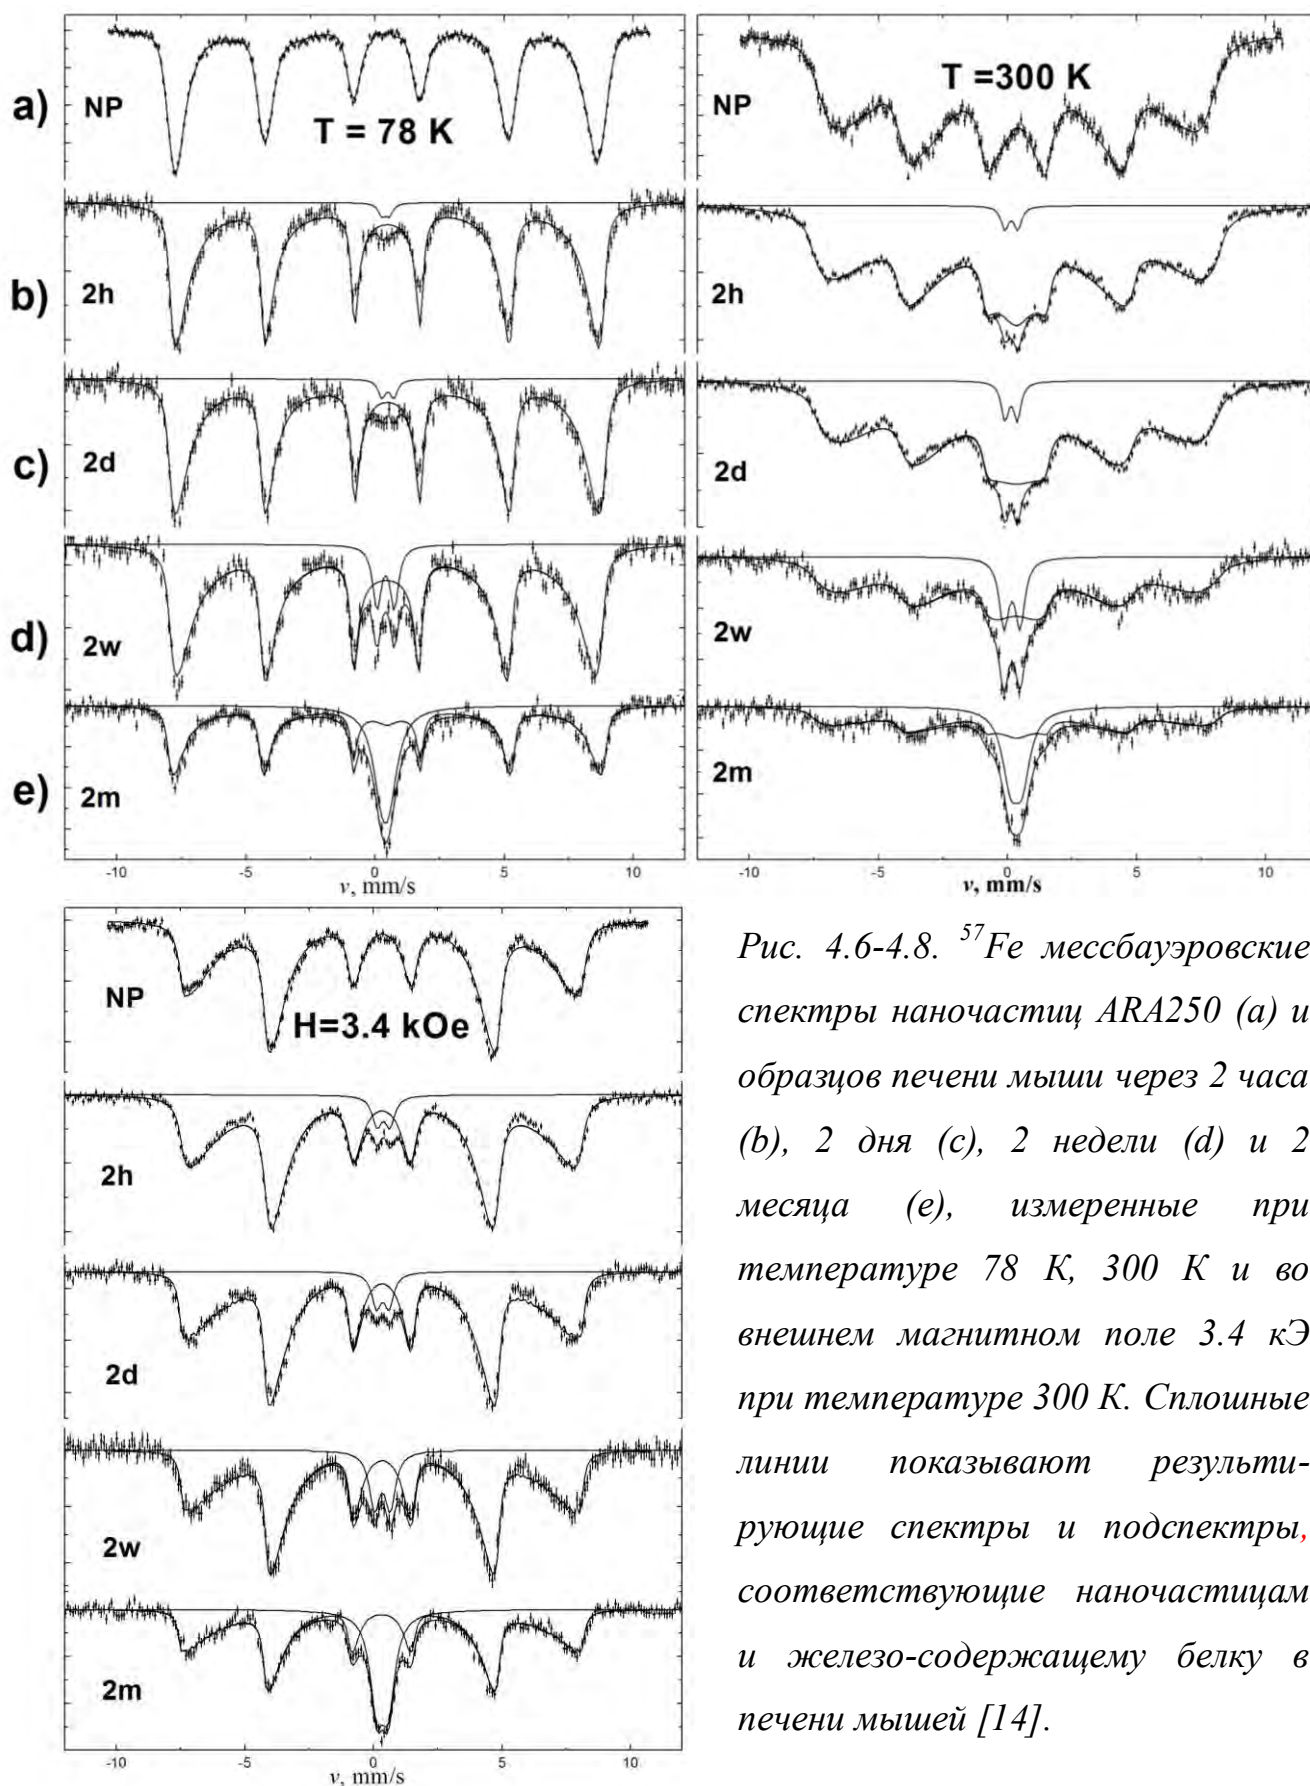 a)
NP
T = 78 K
b)
2h
c)
2d
d)
2w
e)
2m
-10 -5 0 5 10
v, mm/s
NP
T =300 K
2h
2d
2w
2m
-10 -5 0 5 10
v, mm/s
NP
H=3.4 kOe
2h
2d
2w
2m
-10 -5 0 5 10
v, mm/s
Рис. 4.6-4.8. 57Fe мессбауэровские
спектры наночастиц ARA250 (a) и
образцов печени мыши через 2 часа
(b), 2 дня (c), 2 недели (d) и 2
месяца (e), измеренные при
температуре 78 К, 300 К и во
внешнем магнитном поле 3.4 кЭ
при температуре 300 К. Сплошные
линии показывают результи-
рующие спектры и подспектры,
соответствующие наночастицам
и железо-содержащему белку в
печени мышей [14].